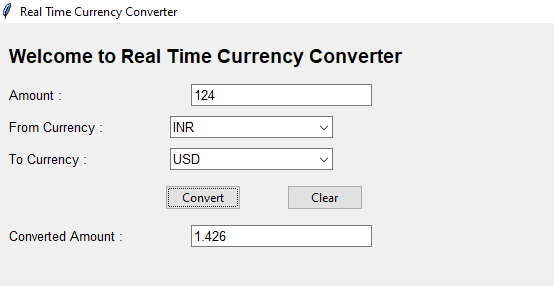 Real Time Currency Converter
Welcome to Real Time Currency Converter
Amount : 124
From Currency : INR
To Currency : USD
Convert Clear
Converted Amount : 1.426